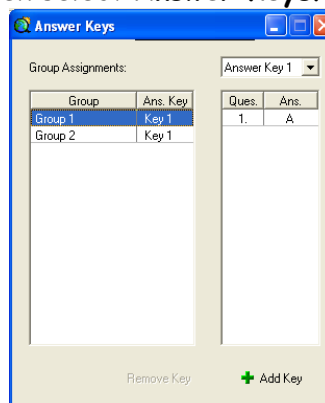 Answer Keys
Group Assignments:
Answer Key 1
Group Ans. Key
Group 1 Key 1
Group 2 Key 1
Ques. Ans.
1. A
Remove Key
Add Key